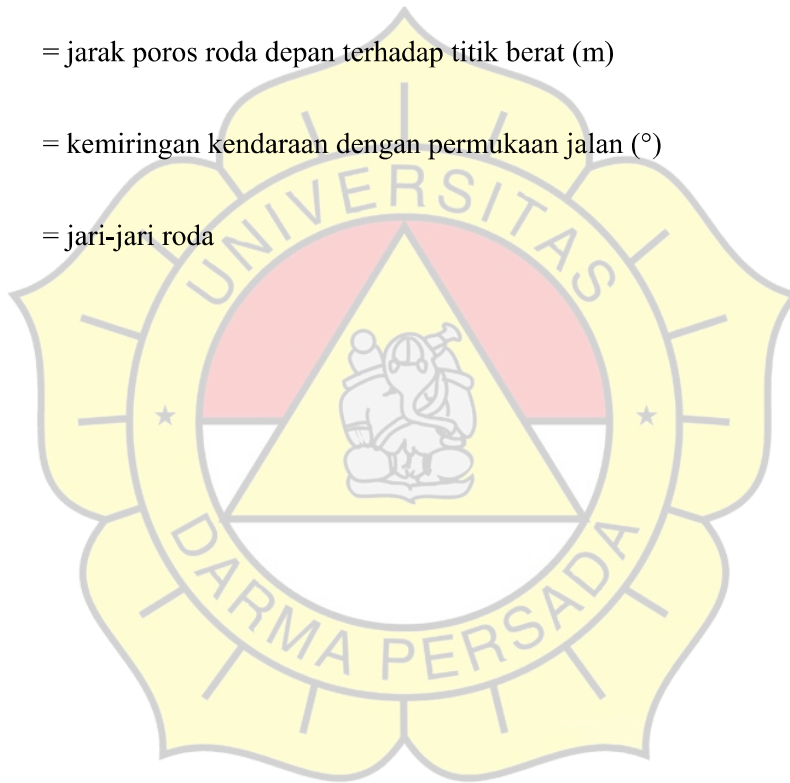 = jarak poros roda depan terhadap titik berat (m)
= kemiringan kendaraan dengan permukaan jalan (°)
= jari-jari roda
UNIVERSITAS
DARMA PERSADA